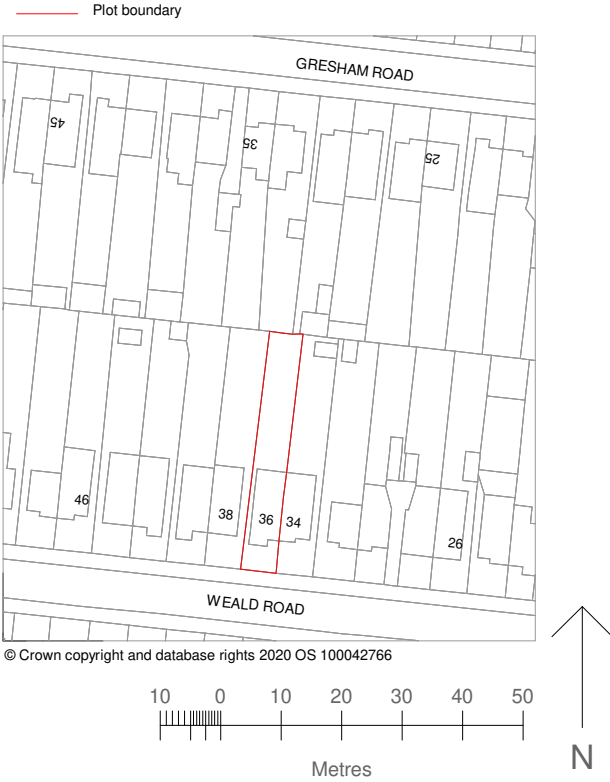 Plot boundary
GRESHAM ROAD
45
35
25
46
38
36
34
26
WEALD ROAD
© Crown copyright and database rights 2020 OS 100042766
10 0 10 20 30 40 50
Metres
N